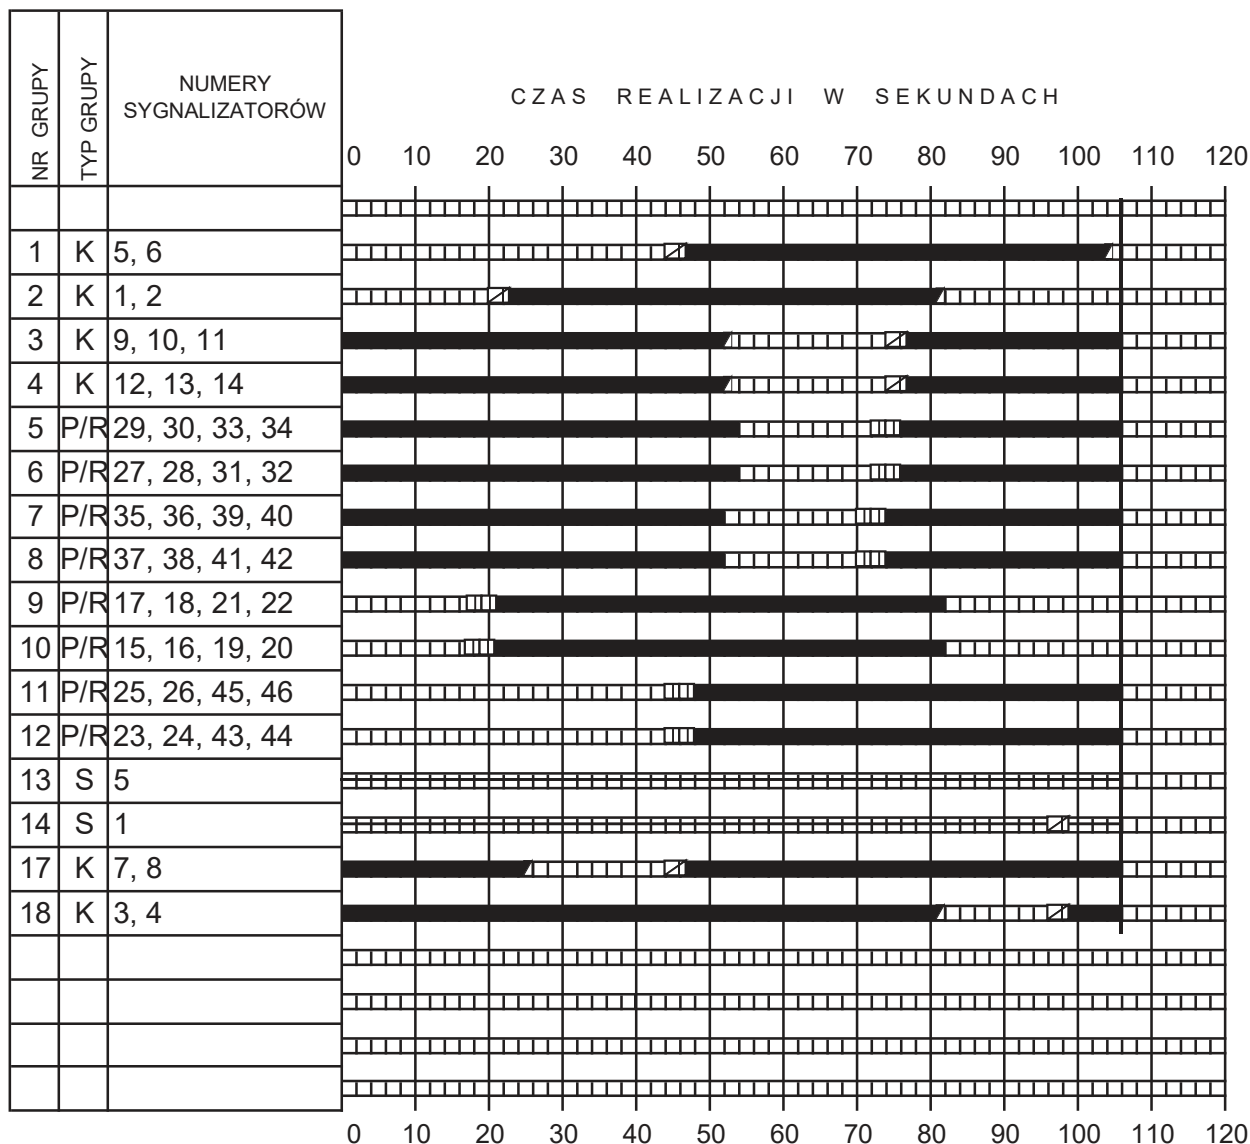 NR GRUPY
TYP GRUPY
NUMERY
SYGNALIZATORÓW
CZAS REALIZACJI W SEKUNDACH
0 10 20 30 40 50 60 70 80 90 100 110 120
1 K 5, 6
2 K 1, 2
3 K 9, 10, 11
4 K 12, 13, 14
5 P/R 29, 30, 33, 34
6 P/R 27, 28, 31, 32
7 P/R 35, 36, 39, 40
8 P/R 37, 38, 41, 42
9 P/R 17, 18, 21, 22
10 P/R 15, 16, 19, 20
11 P/R 25, 26, 45, 46
12 P/R 23, 24, 43, 44
13 S 5
14 S 1
17 K 7, 8
18 K 3, 4
0 10 20 30 40 50 60 70 80 90 100 110 120